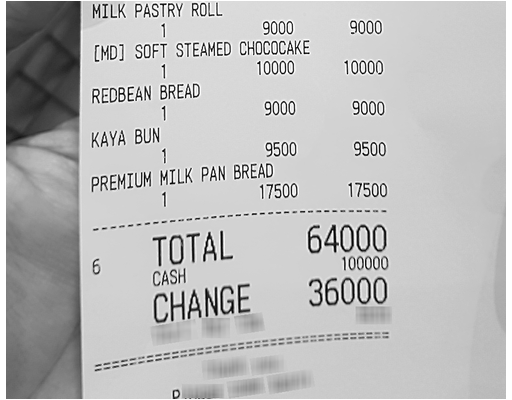 MILK PASTRY ROLL
1 9000 9000
[MD] SOFT STEAMED CHOCOCAKE
1 10000 10000
REDBEAN BREAD
1 9000 9000
KAYA BUN
1 9500 9500
PREMIUM MILK PAN BREAD
1 17500 17500
6 TOTAL 64000
CASH 100000
CHANGE 36000